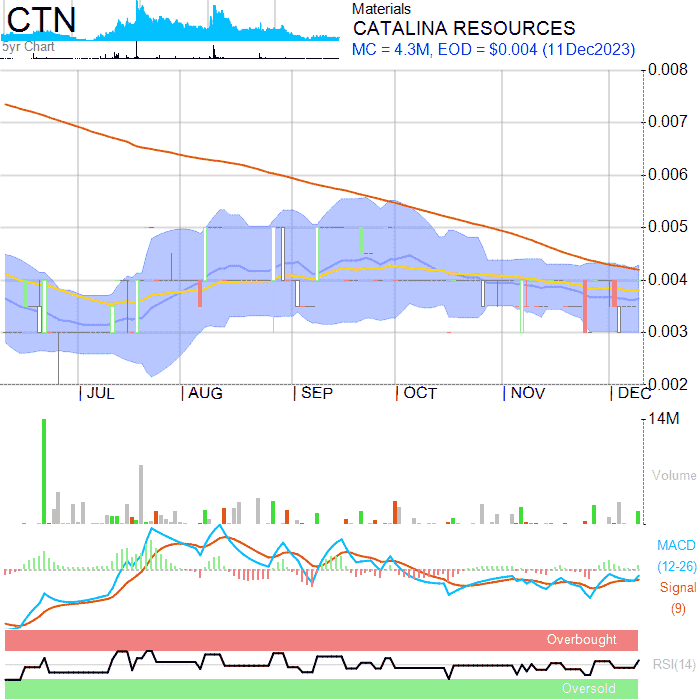 CTN
5yr Chart
Materials
CATALINA RESOURCES
MC = 4.3M, EOD = $0.004 (11Dec2023)
0.008
0.007
0.006
0.005
0.004
0.003
0.002
JUL AUG SEP OCT NOV DEC
14M
Volume
MACD
(12-26)
Signal
(9)
Overbought
RSI(14)
Oversold